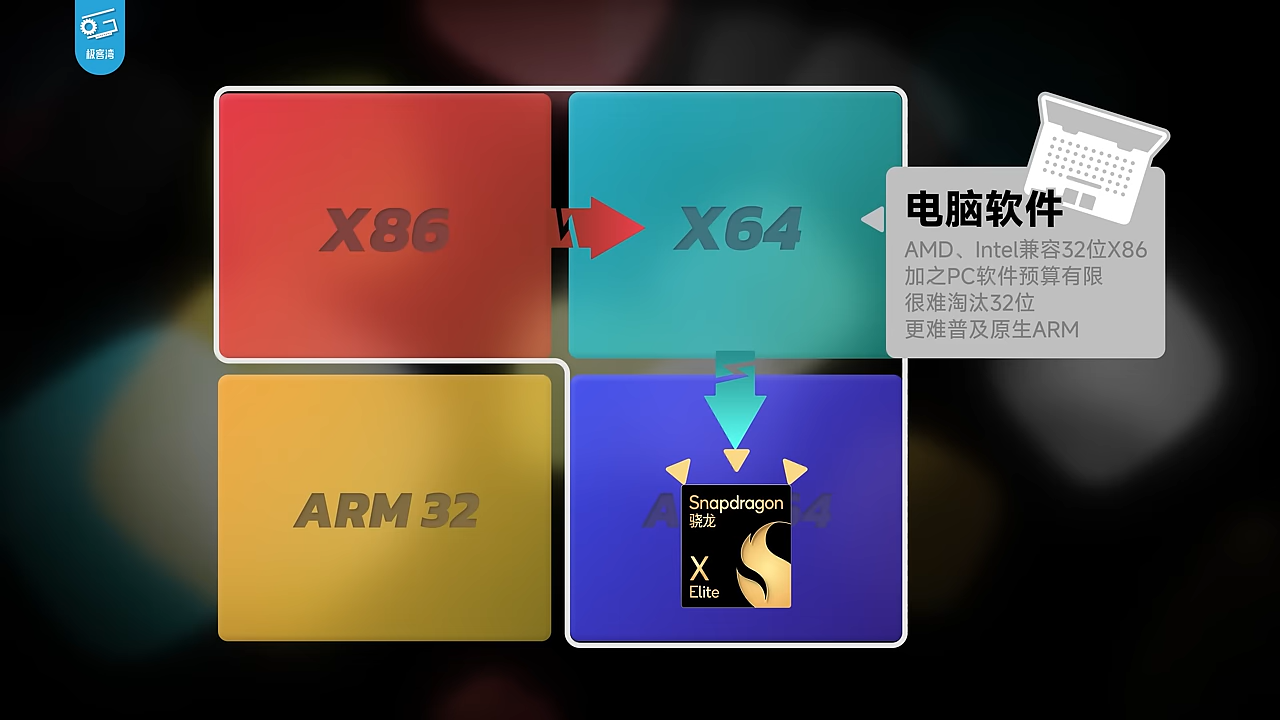 极客湾
X86
X64
电脑软件
AMD、Intel兼容32位X86
加之PC软件预算有限
很难淘汰32位
更难普及原生ARM
ARM 32
A 64
Snapdragon
骁龙
X
Elite